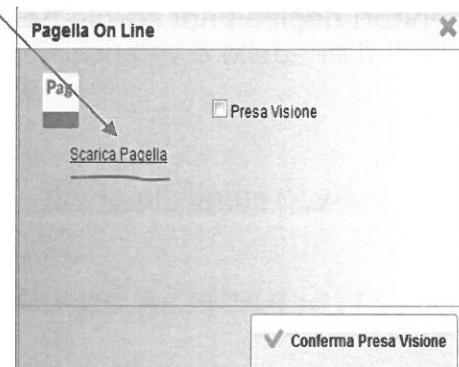 Pagella On Line
Pag
Presa Visione
Scarica Pagella
Conferma Presa Visione